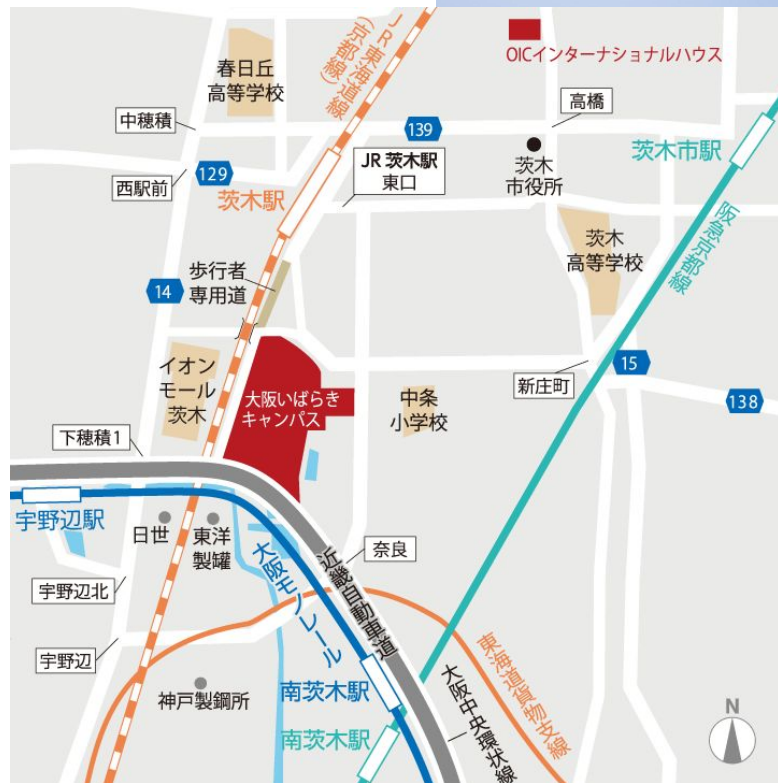 OICインターナショナルハウス
JR東海道線
(京都線)
春日丘
高等学校
中穂積
139
高橋
茨木市駅
129
西駅前
JR 茨木駅
東口
茨木
市役所
茨木駅
阪急京都線
茨木
高等学校
歩行者
専用道
14
イオン
モール
茨木
大阪いばらき
キャンパス
中条
小学校
新庄町
15
138
下穂積1
宇野辺駅
日世
東洋
製罐
大阪モノレール
近畿自動車道
奈良
宇野辺北
宇野辺
神戸製鋼所
南茨木駅
南茨木駅
東海道貨物支線
大阪中央環状線
N